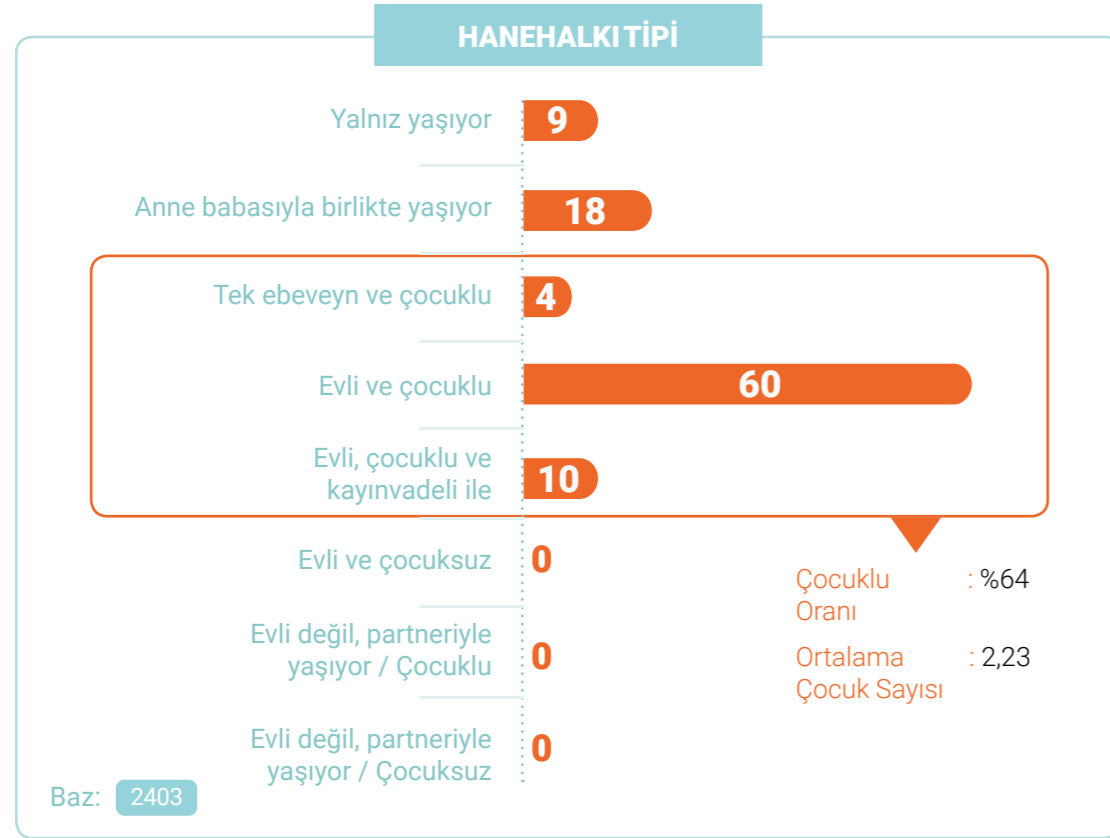 HANEHALKI TİPİ
Yalnız yaşıyor
9
Anne babasıyla birlikte yaşıyor
18
Tek ebeveyn ve çocuklu
4
Evli ve çocuklu
60
Evli, çocuklu ve
kayınvadeli ile
10
Evli ve çocuksuz
0
Evli değil, partneriyle
yaşıyor / Çocuklu
0
Evli değil, partneriyle
yaşıyor / Çocuksuz
0
Çocuklu : %64
Oranı
Ortalama : 2,23
Çocuk Sayısı
Baz: 2403